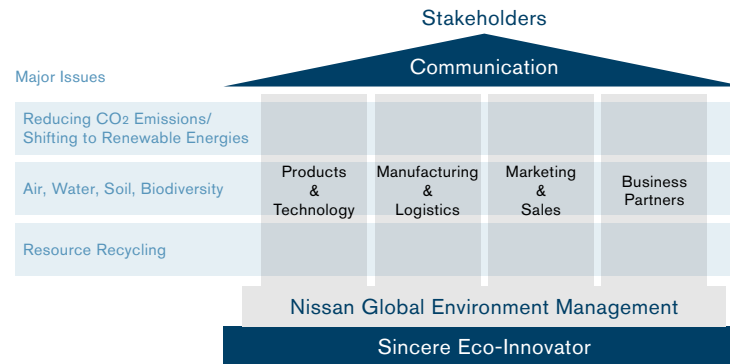 Stakeholders
Communication
Major Issues
Reducing CO2 Emissions/
Shifting to Renewable Energies
Air, Water, Soil, Biodiversity
Resource Recycling
Products
&
Technology
Manufacturing
&
Logistics
Marketing
&
Sales
Business
Partners
Nissan Global Environment Management
Sincere Eco-Innovator